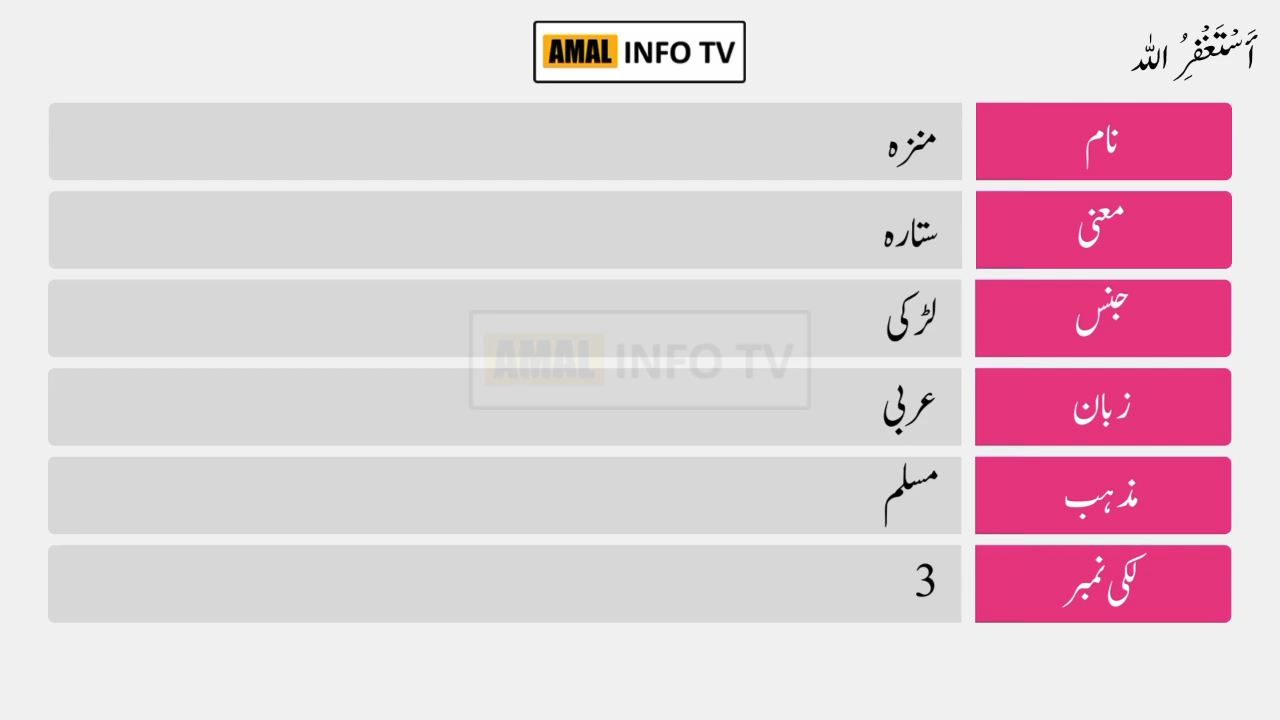 AMAL INFO TV
أَسْتَغْفِرُ اللّٰه
نام منزہ
معنی ستارہ
جنس لڑکی
AMAL INFO TV
زبان عربی
مذہب مسلم
لکی نمبر 3